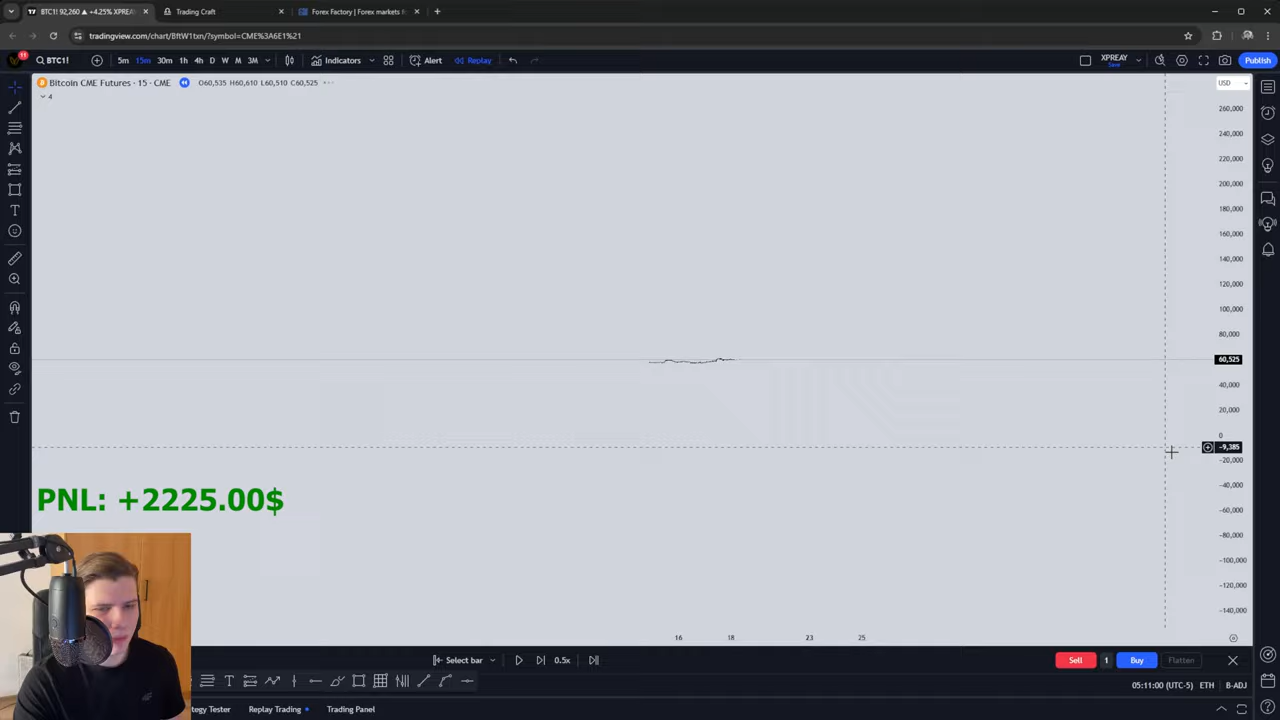 BTC1! 92,260 ▲ +4.25% XPREAY
Trading Craft
Forex Factory | Forex markets f
tradingview.com/chart/BftW1txn/?symbol=CME%3A6E1%21
11
BTC1!
5m 15m 30m 1h 4h D W M 3M
Indicators
Alert
Replay
XPREAY
Save
Publish
Bitcoin CME Futures · 15 · CME
O60,535 H60,610 L60,510 C60,525
4
USD
260,000
240,000
220,000
200,000
180,000
160,000
140,000
120,000
100,000
80,000
60,525
40,000
20,000
0
−9,385
−20,000
−40,000
−60,000
−80,000
−100,000
−120,000
−140,000
PNL: +2225.00$
16 18 23 25
Select bar
0.5x
Sell 1 Buy Flatten
05:11:00 (UTC-5) ETH B-ADJ
tegy Tester
Replay Trading
Trading Panel